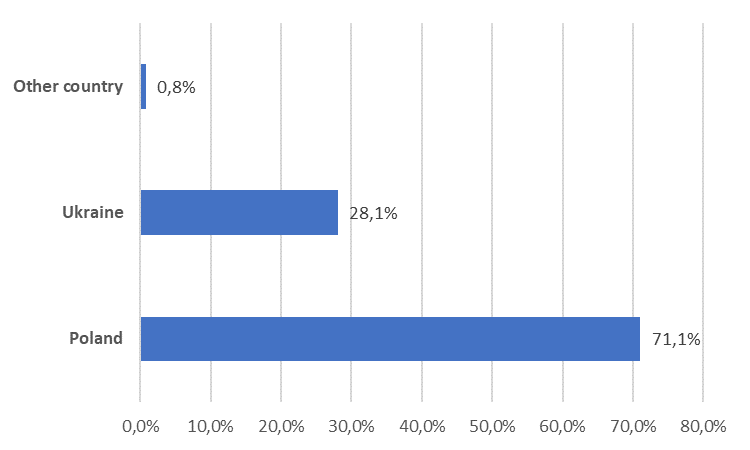 Other country 0,8%
Ukraine 28,1%
Poland 71,1%
0,0% 10,0% 20,0% 30,0% 40,0% 50,0% 60,0% 70,0% 80,0%